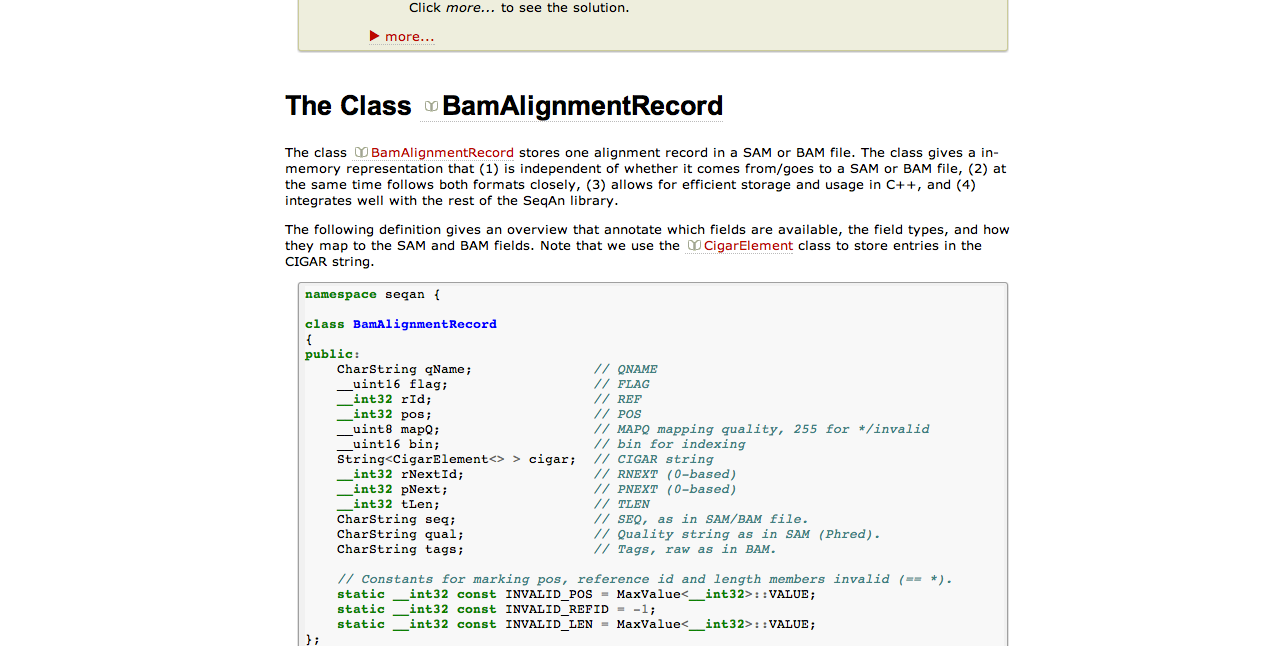 Click more... to see the solution.
more...
The Class BamAlignmentRecord
The class BamAlignmentRecord stores one alignment record in a SAM or BAM file. The class gives a in-
memory representation that (1) is independent of whether it comes from/goes to a SAM or BAM file, (2) at
the same time follows both formats closely, (3) allows for efficient storage and usage in C++, and (4)
integrates well with the rest of the SeqAn library.
The following definition gives an overview that annotate which fields are available, the field types, and how
they map to the SAM and BAM fields. Note that we use the CigarElement class to store entries in the
CIGAR string.
namespace seqan {
class BamAlignmentRecord
{
public:
    CharString qName;               // QNAME
    __uint16 flag;                  // FLAG
    __int32 rId;                    // REF
    __int32 pos;                    // POS
    __uint8 mapQ;                   // MAPQ mapping quality, 255 for */invalid
    __uint16 bin;                   // bin for indexing
    String<CigarElement<> > cigar;  // CIGAR string
    __int32 rNextId;                // RNEXT (0-based)
    __int32 pNext;                  // PNEXT (0-based)
    __int32 tLen;                   // TLEN
    CharString seq;                 // SEQ, as in SAM/BAM file.
    CharString qual;                // Quality string as in SAM (Phred).
    CharString tags;                // Tags, raw as in BAM.
    // Constants for marking pos, reference id and length members invalid (== *).
    static __int32 const INVALID_POS = MaxValue<__int32>::VALUE;
    static __int32 const INVALID_REFID = -1;
    static __int32 const INVALID_LEN = MaxValue<__int32>::VALUE;
};